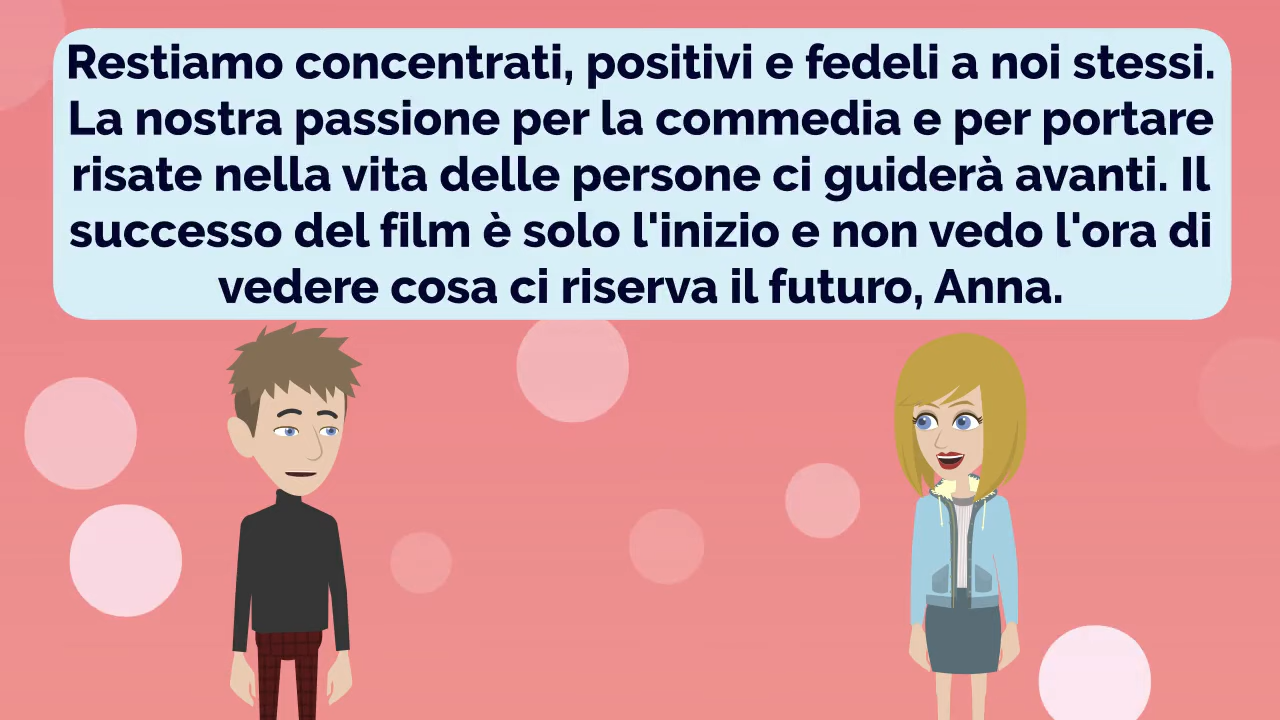 Restiamo concentrati, positivi e fedeli a noi stessi.
La nostra passione per la commedia e per portare
risate nella vita delle persone ci guiderà avanti. Il
successo del film è solo l'inizio e non vedo l'ora di
vedere cosa ci riserva il futuro, Anna.